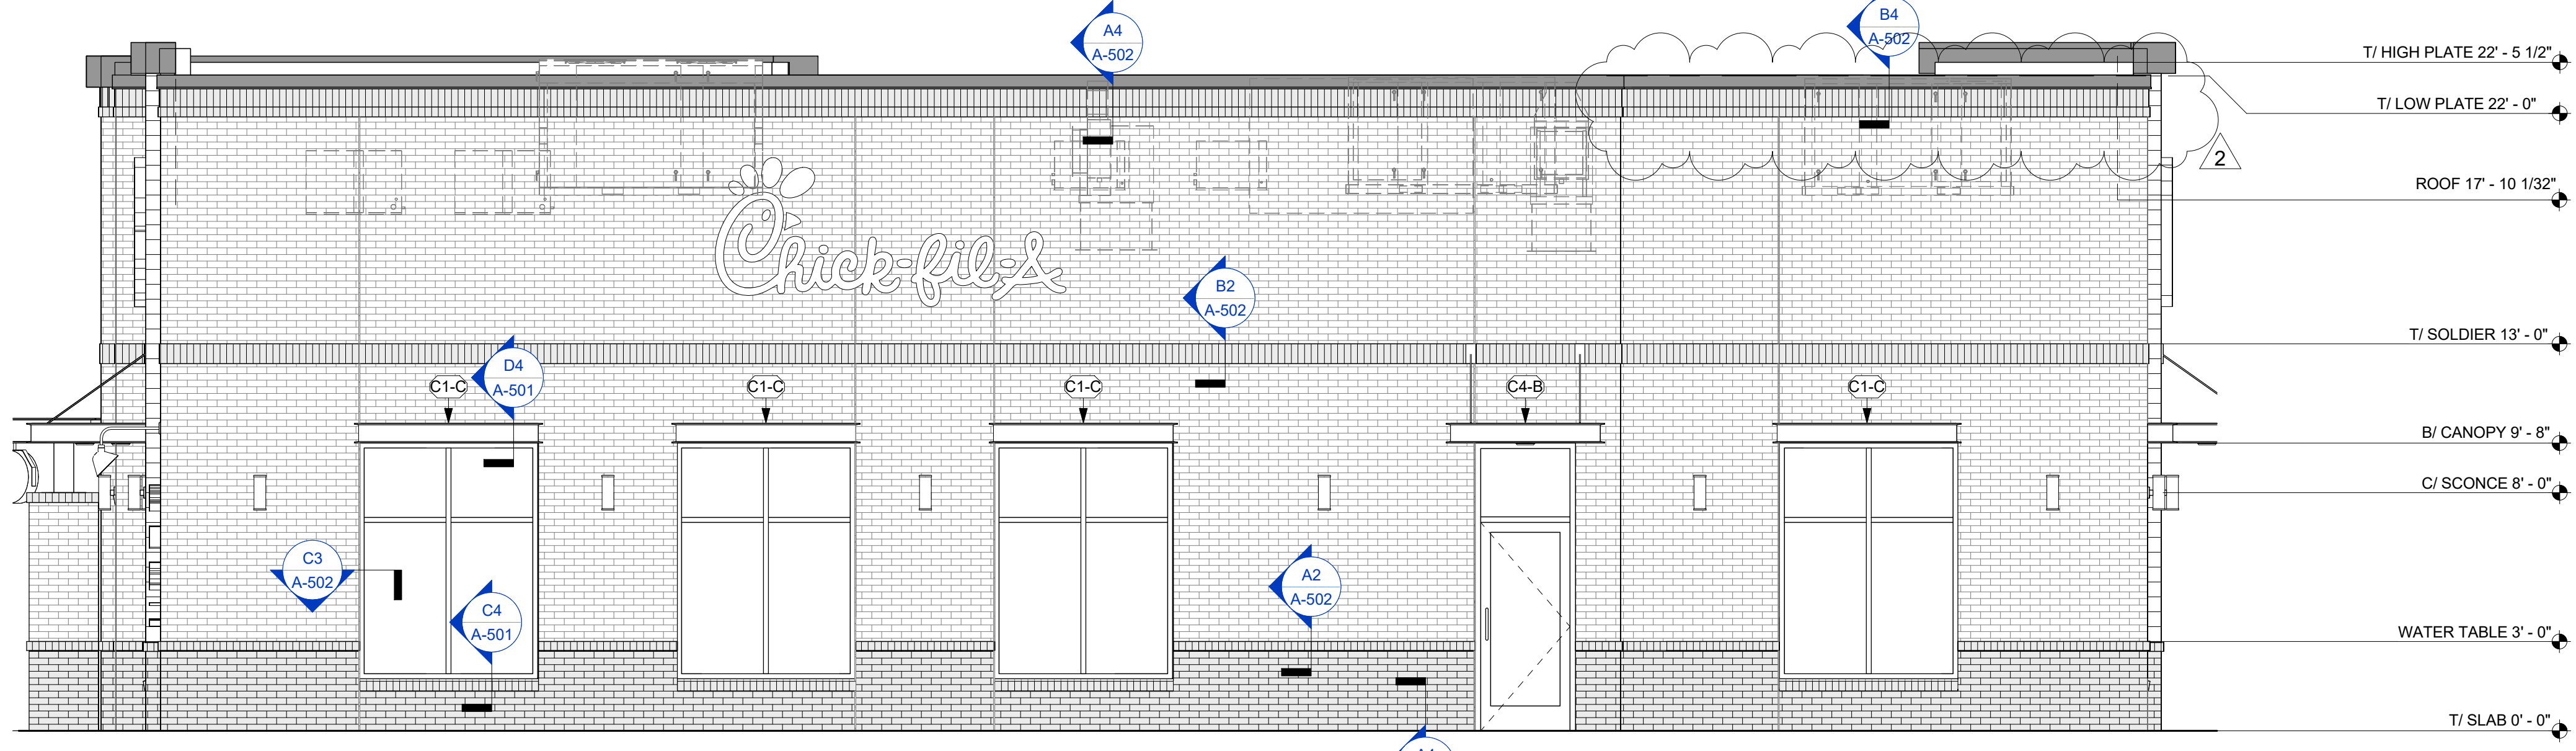 A4
A-502
B4
A-502
T/ HIGH PLATE 22' - 5 1/2"
T/ LOW PLATE 22' - 0"
2
ROOF 17' - 10 1/32"
Chick-fil-A
B2
A-502
T/ SOLDIER 13' - 0"
D4
A-501
C1-C
C1-C
C1-C
C4-B
C1-C
B/ CANOPY 9' - 8"
C/ SCONCE 8' - 0"
C3
A-502
C4
A-501
A2
A-502
WATER TABLE 3' - 0"
T/ SLAB 0' - 0"